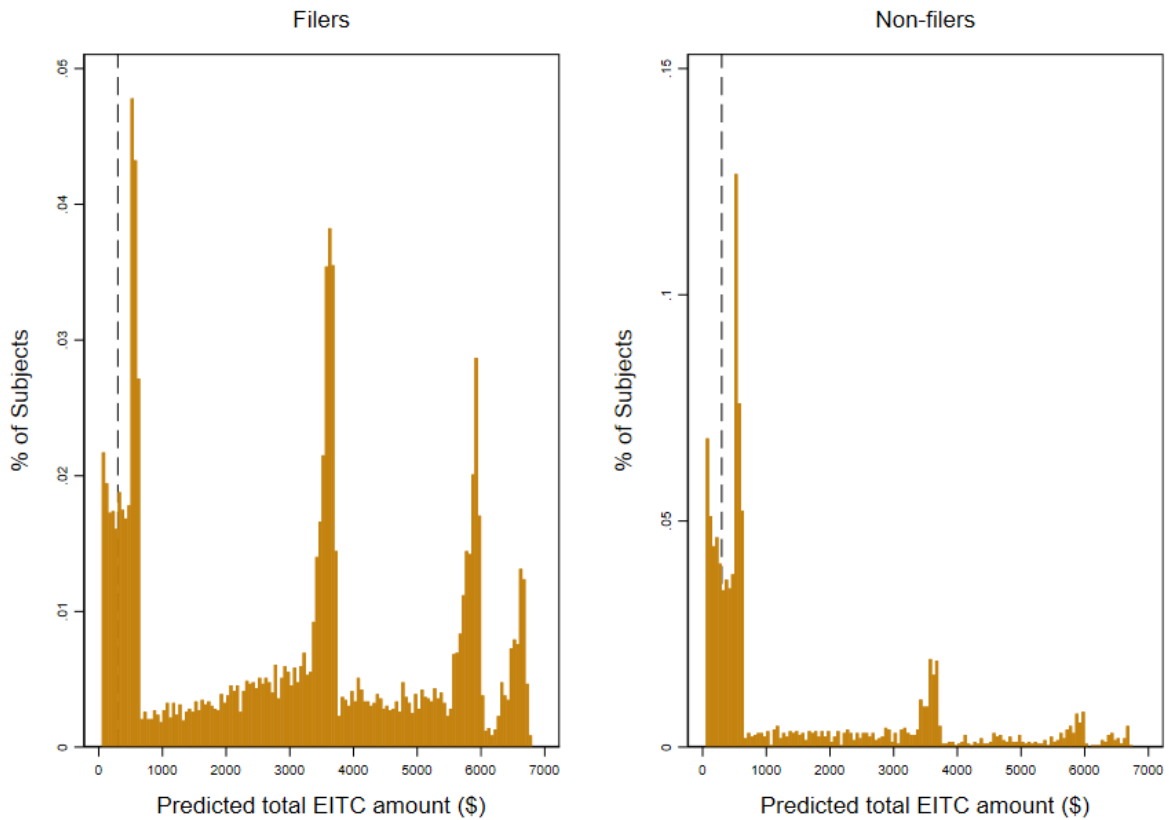 Filers
% of Subjects
.05
.04
.03
.02
.01
0
0 1000 2000 3000 4000 5000 6000 7000
Predicted total EITC amount ($)
Non-filers
% of Subjects
.15
.1
.05
0
0 1000 2000 3000 4000 5000 6000 7000
Predicted total EITC amount ($)